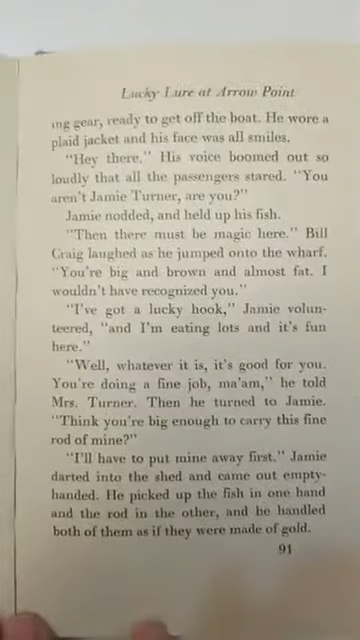 Lucky Lure at Arrow Point
ing gear, ready to get off the boat. He wore a
plaid jacket and his face was all smiles.
"Hey there." His voice boomed out so
loudly that all the passengers stared. "You
aren't Jamie Turner, are you?"
Jamie nodded, and held up his fish.
"Then there must be magic here." Bill
Craig laughed as he jumped onto the wharf.
"You're big and brown and almost fat. I
wouldn't have recognized you."
"I've got a lucky hook," Jamie volun-
teered, "and I'm eating lots and it's fun
here."
"Well, whatever it is, it's good for you.
You're doing a fine job, ma'am," he told
Mrs. Turner. Then he turned to Jamie.
"Think you're big enough to carry this fine
rod of mine?"
"I'll have to put mine away first." Jamie
darted into the shed and came out empty-
handed. He picked up the fish in one hand
and the rod in the other, and he handled
both of them as if they were made of gold.
91